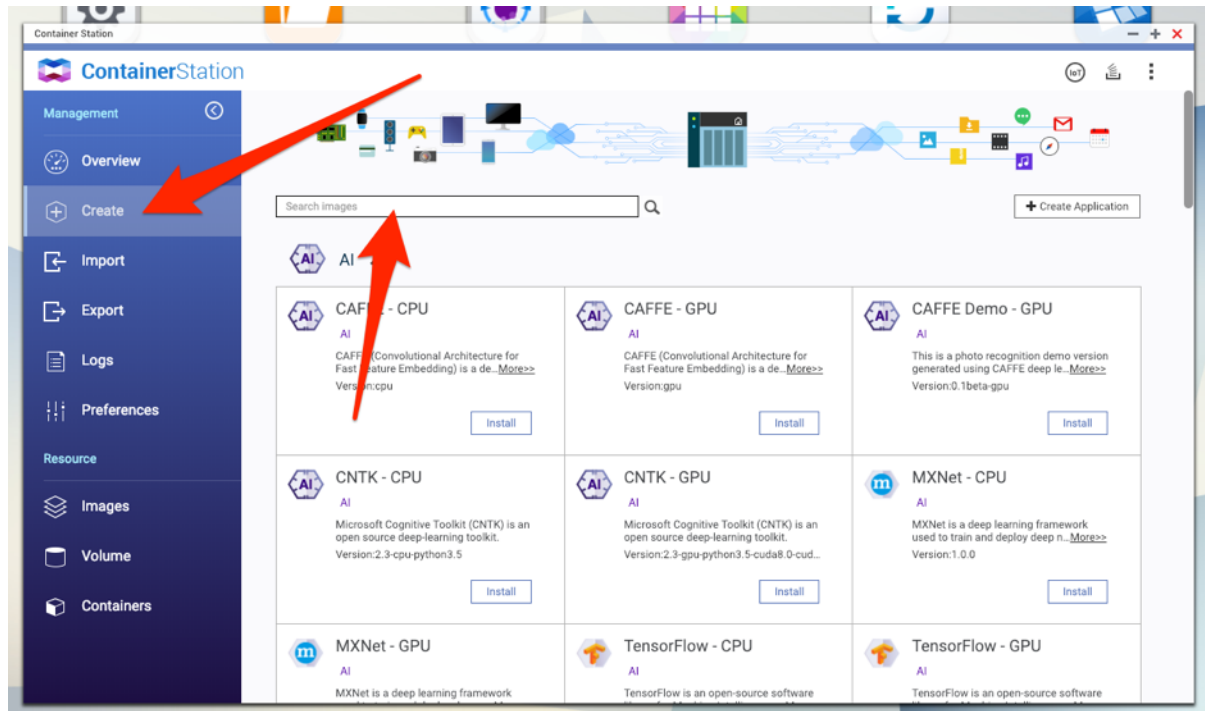 Container Station
ContainerStation
IoT
Management
Overview
Create
Import
Export
Logs
Preferences
Resource
Images
Volume
Containers
Search images
Create Application
AI
AI
AI
CAFFE - CPU
AI
CAFFE (Convolutional Architecture for
Fast Feature Embedding) is a de...More>>
Version:cpu
Install
AI
CAFFE - GPU
AI
CAFFE (Convolutional Architecture for
Fast Feature Embedding) is a de...More>>
Version:gpu
Install
AI
CAFFE Demo - GPU
AI
This is a photo recognition demo version
generated using CAFFE deep le...More>>
Version:0.1beta-gpu
Install
AI
CNTK - CPU
AI
Microsoft Cognitive Toolkit (CNTK) is an
open source deep-learning toolkit.
Version:2.3-cpu-python3.5
Install
AI
CNTK - GPU
AI
Microsoft Cognitive Toolkit (CNTK) is an
open source deep-learning toolkit.
Version:2.3-gpu-python3.5-cuda8.0-cud...
Install
m
MXNet - CPU
AI
MXNet is a deep learning framework
used to train and deploy deep n...More>>
Version:1.0.0
Install
m
MXNet - GPU
AI
MXNet is a deep learning framework
TensorFlow - CPU
AI
TensorFlow is an open-source software
TensorFlow - GPU
AI
TensorFlow is an open-source software